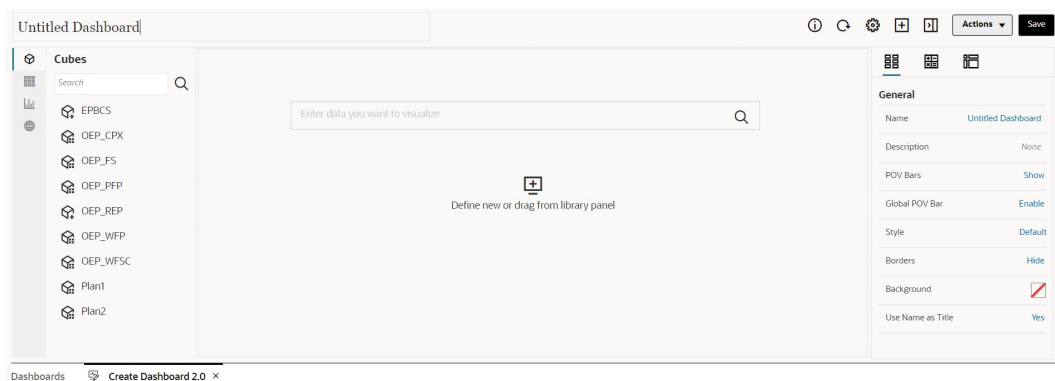 Untitled Dashboard
Actions
Save
Cubes
Search
EPBCS
OEP_CPX
OEP_FS
OEP_PFP
OEP_REP
OEP_WFP
OEP_WFSC
Plan1
Plan2
Enter data you want to visualize
Define new or drag from library panel
General
Name Untitled Dashboard
Description None
POV Bars Show
Global POV Bar Enable
Style Default
Borders Hide
Background
Use Name as Title Yes
Dashboards Create Dashboard 2.0 ×